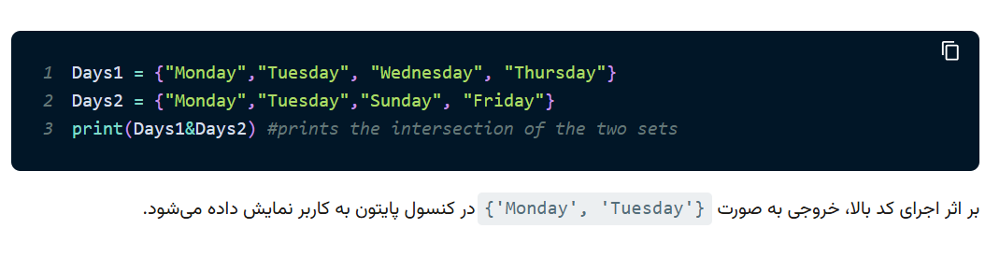 1 Days1 = {"Monday","Tuesday", "Wednesday", "Thursday"}
2 Days2 = {"Monday","Tuesday","Sunday", "Friday"}
3 print(Days1&Days2) #prints the intersection of the two sets
بر اثر اجرای کد بالا، خروجی به صورت {'Monday', 'Tuesday'} در کنسول پایتون به کاربر نمایش داده می‌شود.